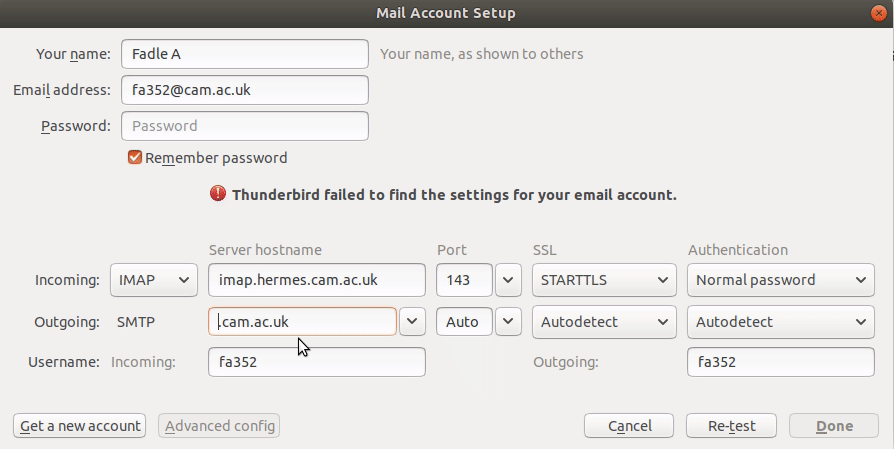 Mail Account Setup
Your name: Fadle A Your name, as shown to others
Email address: fa352@cam.ac.uk
Password: Password
Remember password
Thunderbird failed to find the settings for your email account.
Server hostname Port SSL Authentication
Incoming: IMAP imap.hermes.cam.ac.uk 143 STARTTLS Normal password
Outgoing: SMTP .cam.ac.uk Auto Autodetect Autodetect
Username: Incoming: fa352 Outgoing: fa352
Get a new account Advanced config Cancel Re-test Done